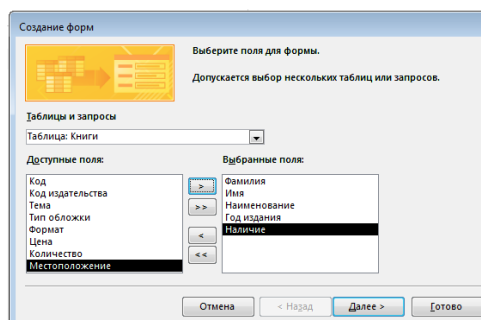 Создание форм
Выберите поля для формы.
Допускается выбор нескольких таблиц или запросов.
Таблицы и запросы
Таблица: Книги
Доступные поля:
Выбранные поля:
Код
Код издательства
Тема
Тип обложки
Формат
Цена
Количество
Местоположение
>
>>
<
<<
Фамилия
Имя
Наименование
Год издания
Наличие
Отмена
< Назад
Далее >
Готово